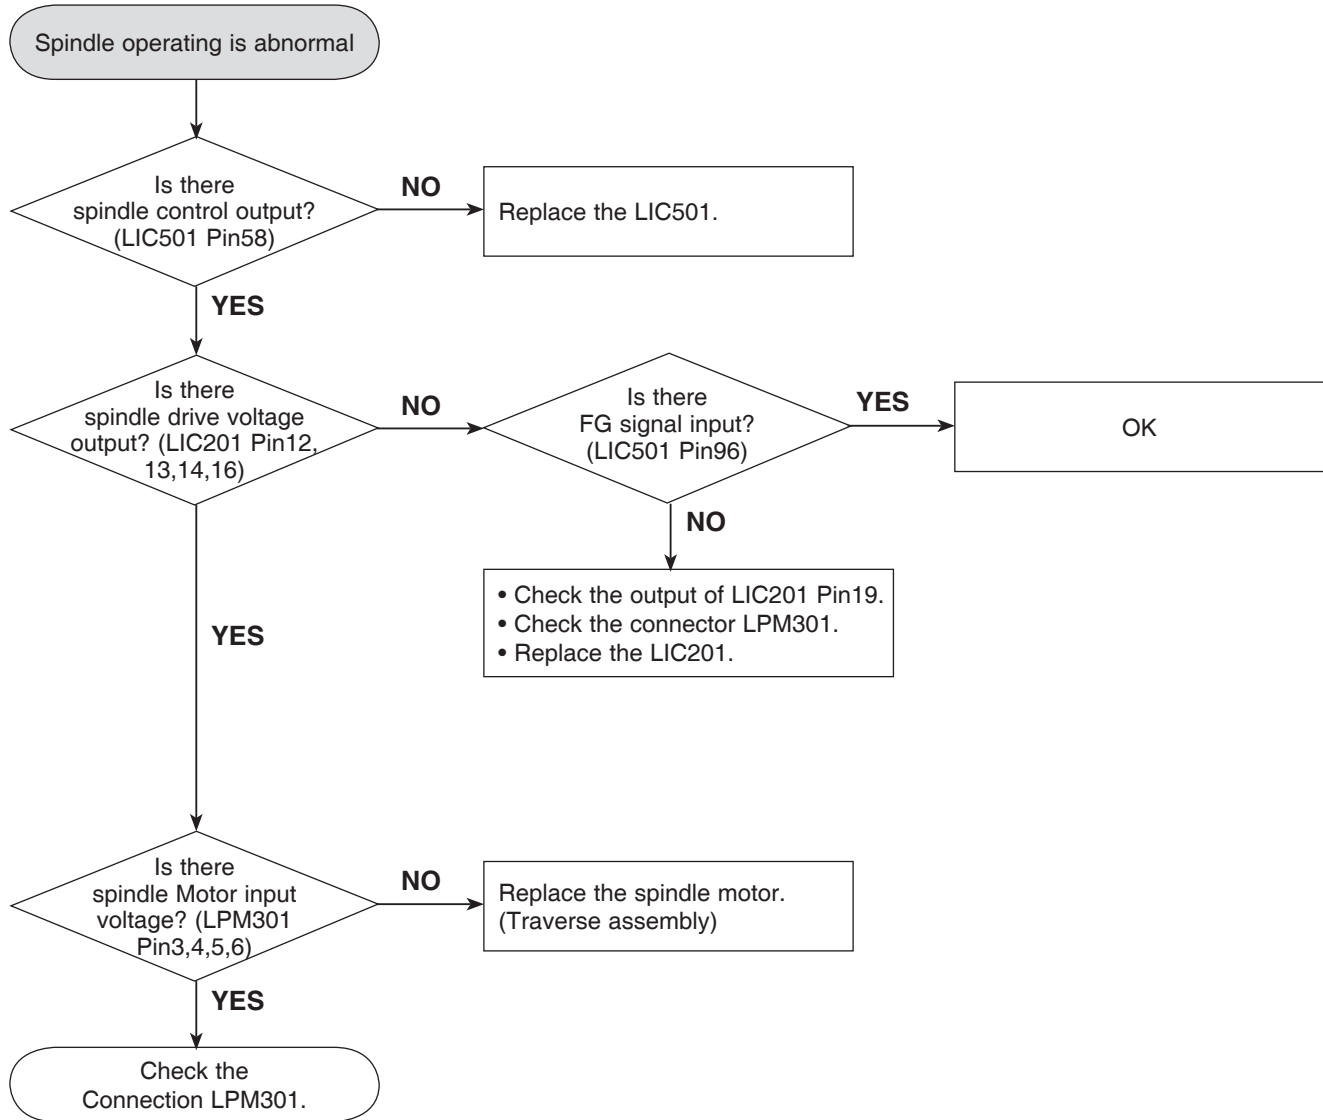 Spindle operating is abnormal
Is there
spindle control output?
(LIC501 Pin58)
NO
Replace the LIC501.
YES
Is there
spindle drive voltage
output? (LIC201 Pin12,
13,14,16)
NO
Is there
FG signal input?
(LIC501 Pin96)
YES
OK
NO
• Check the output of LIC201 Pin19.
• Check the connector LPM301.
• Replace the LIC201.
YES
Is there
spindle Motor input
voltage? (LPM301
Pin3,4,5,6)
NO
Replace the spindle motor.
(Traverse assembly)
YES
Check the
Connection LPM301.